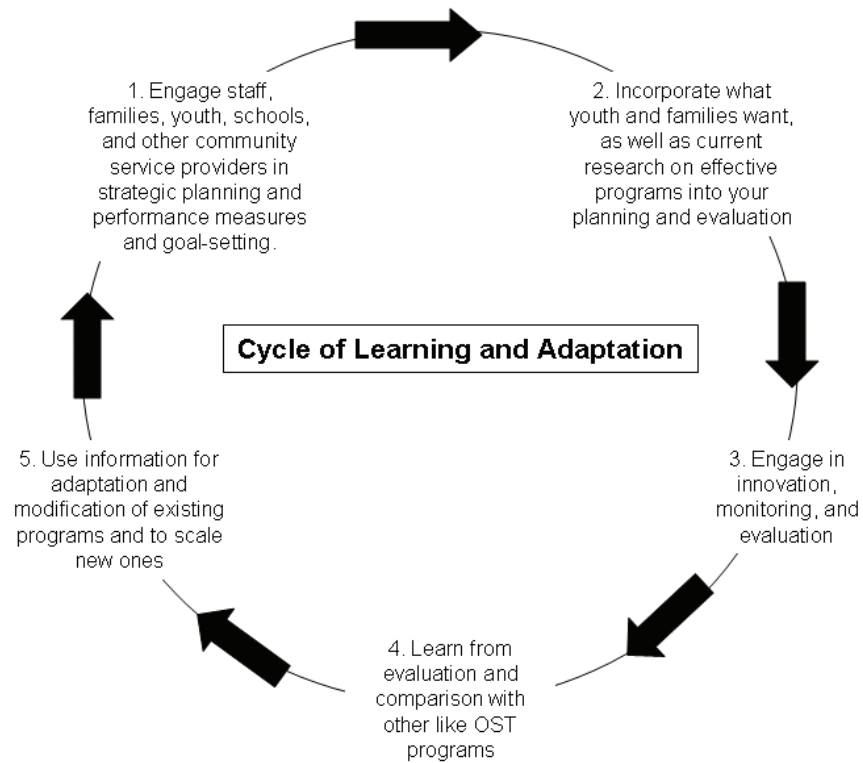 1. Engage staff,
families, youth, schools,
and other community
service providers in
strategic planning and
performance measures
and goal-setting.
2. Incorporate what
youth and families want,
as well as current
research on effective
programs into your
planning and evaluation
Cycle of Learning and Adaptation
3. Engage in
innovation,
monitoring, and
evaluation
4. Learn from
evaluation and
comparison with
other like OST
programs
5. Use information for
adaptation and
modification of existing
programs and to scale
new ones